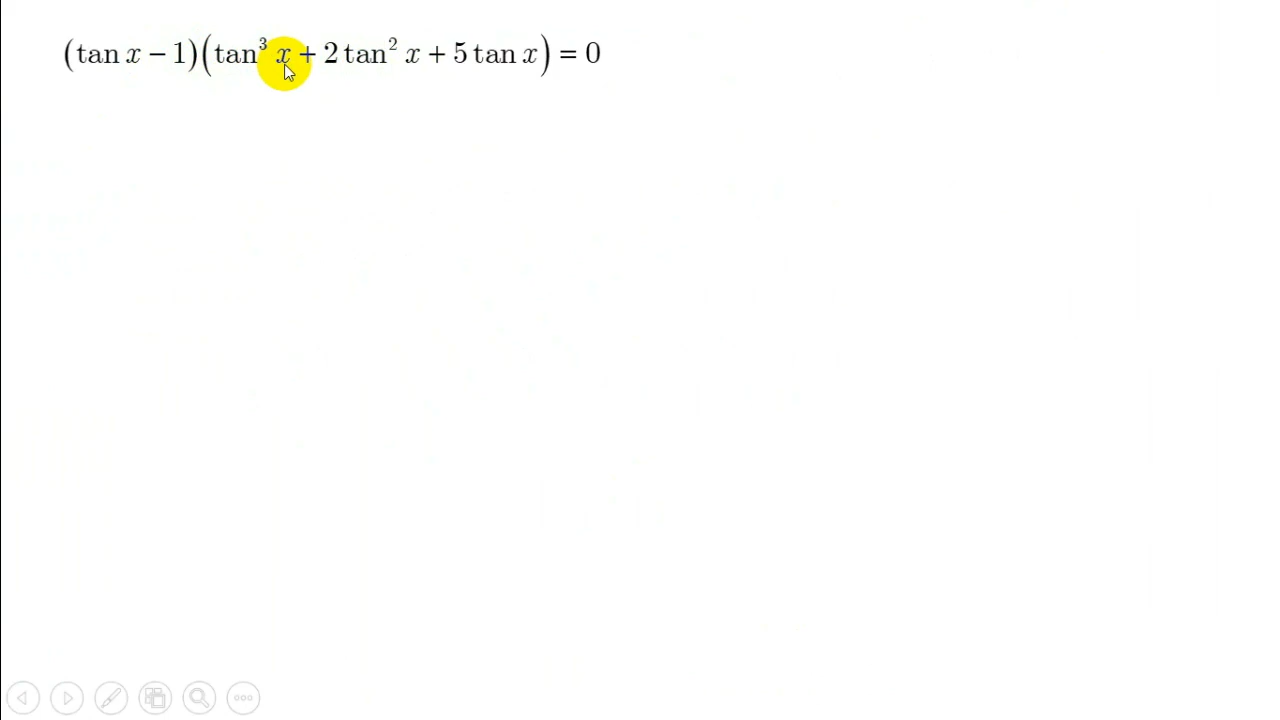 (tan x − 1)(tan³ x + 2 tan² x + 5 tan x) = 0